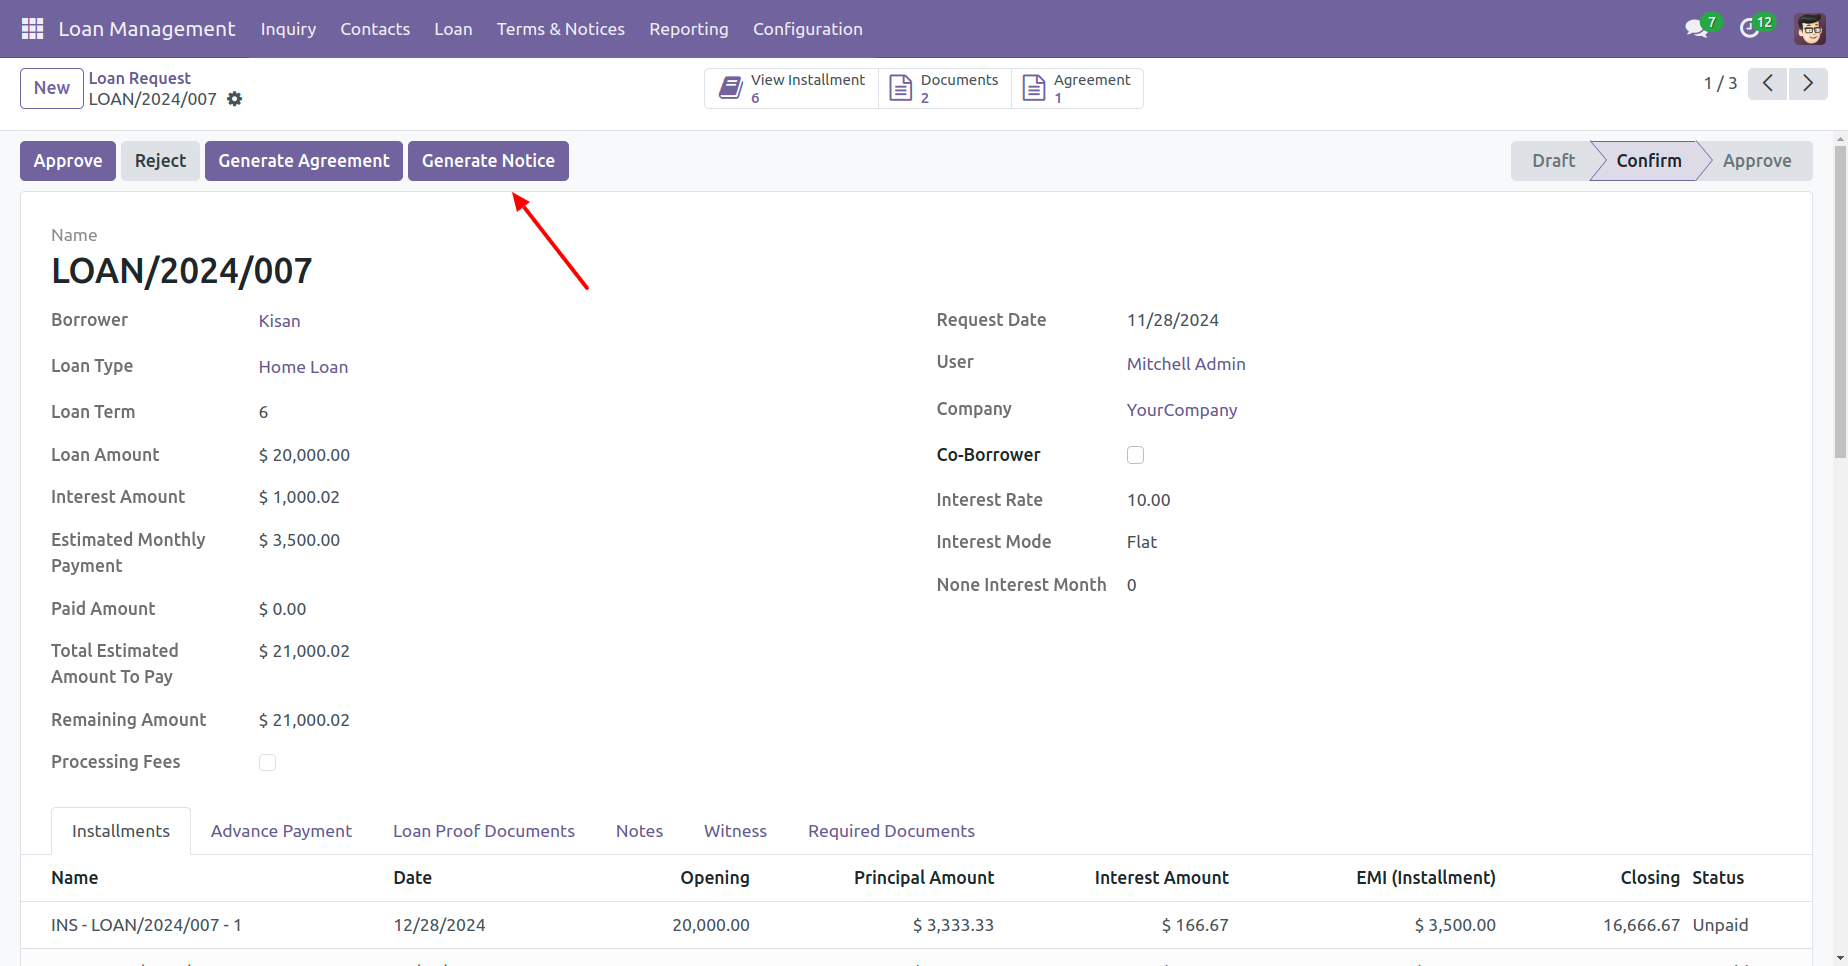 Loan Management Inquiry Contacts Loan Terms & Notices Reporting Configuration 7 12
New
Loan Request
LOAN/2024/007
View Installment
6
Documents
2
Agreement
1
1 / 3
Approve Reject Generate Agreement Generate Notice
Draft Confirm Approve
Name
LOAN/2024/007
Borrower Kisan
Loan Type Home Loan
Loan Term 6
Loan Amount $ 20,000.00
Interest Amount $ 1,000.02
Estimated Monthly
Payment
$ 3,500.00
Paid Amount $ 0.00
Total Estimated
Amount To Pay
$ 21,000.02
Remaining Amount $ 21,000.02
Processing Fees
Request Date 11/28/2024
User Mitchell Admin
Company YourCompany
Co-Borrower
Interest Rate 10.00
Interest Mode Flat
None Interest Month 0
Installments Advance Payment Loan Proof Documents Notes Witness Required Documents
Name Date Opening Principal Amount Interest Amount EMI (Installment) Closing Status
INS - LOAN/2024/007 - 1 12/28/2024 20,000.00 $ 3,333.33 $ 166.67 $ 3,500.00 16,666.67 Unpaid